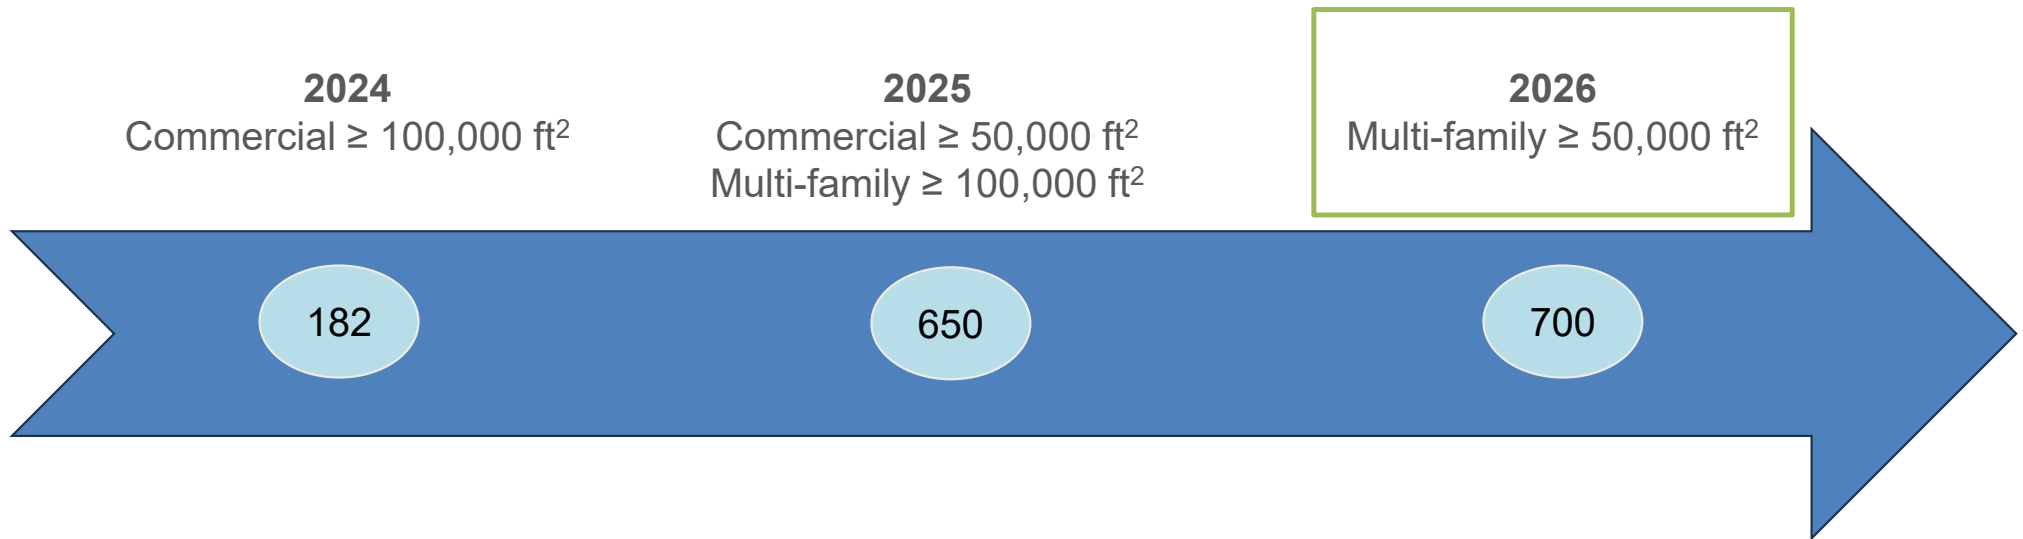 2024
Commercial ≥ 100,000 ft²
2025
Commercial ≥ 50,000 ft²
Multi-family ≥ 100,000 ft²
2026
Multi-family ≥ 50,000 ft²
182
650
700